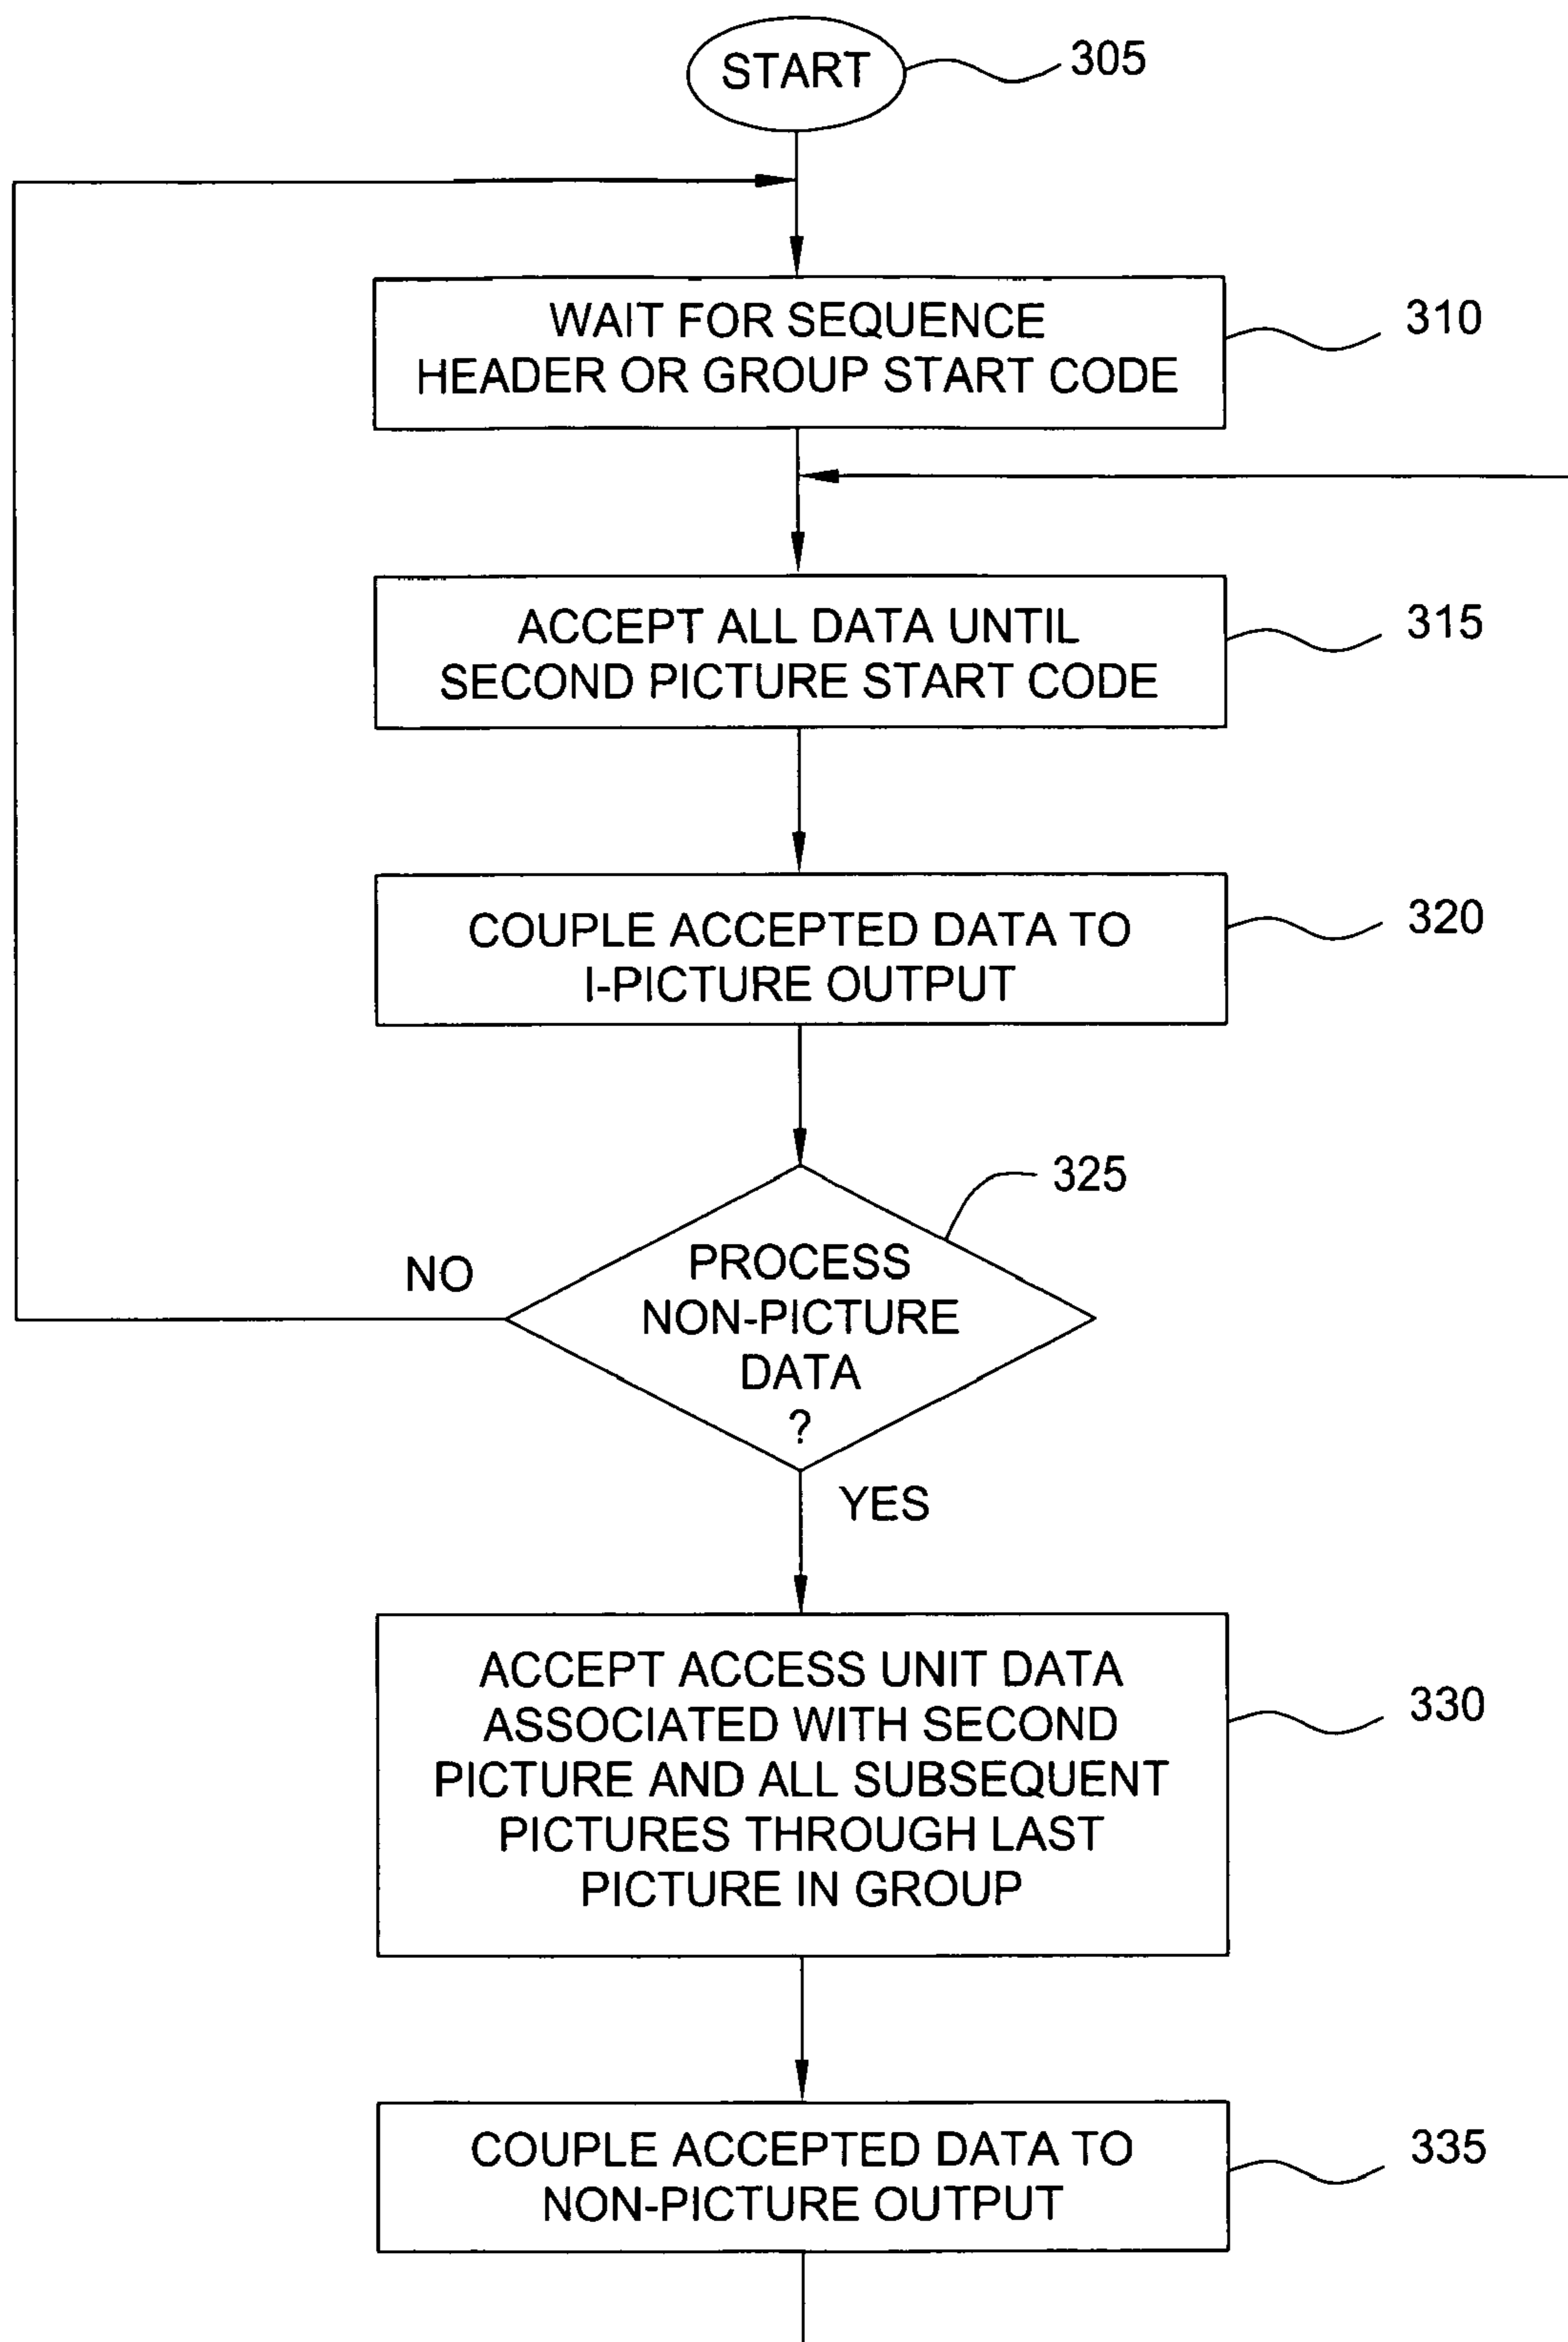 START
305
WAIT FOR SEQUENCE
HEADER OR GROUP START CODE
310
ACCEPT ALL DATA UNTIL
SECOND PICTURE START CODE
315
COUPLE ACCEPTED DATA TO
I-PICTURE OUTPUT
320
325
PROCESS
NON-PICTURE
DATA
?
NO
YES
ACCEPT ACCESS UNIT DATA
ASSOCIATED WITH SECOND
PICTURE AND ALL SUBSEQUENT
PICTURES THROUGH LAST
PICTURE IN GROUP
330
COUPLE ACCEPTED DATA TO
NON-PICTURE OUTPUT
335